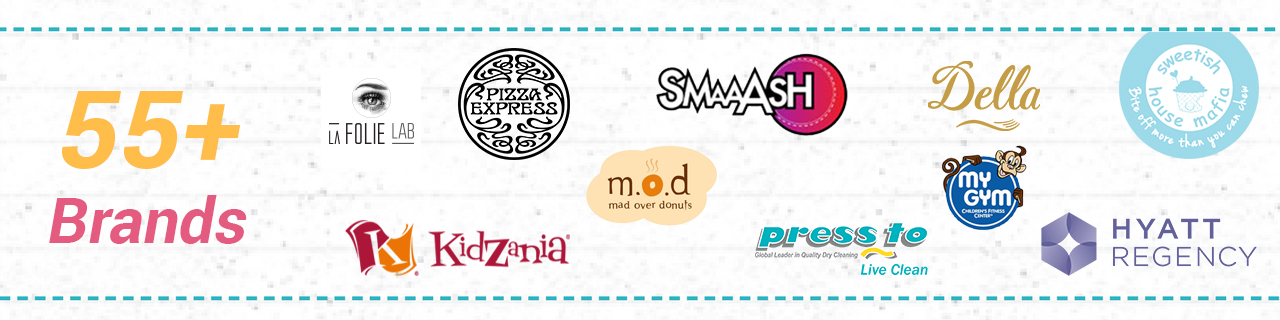 55+
Brands
LA FOLIE LAB
PIZZA
EXPRESS
SMAAASH
Della
sweetish
house mafia
Bite off more than you can chew
m.o.d
mad over donuts
MY
GYM
CHILDREN'S FITNESS
CENTER®
K
KidZania®
press to
Global Leader in Quality Dry Cleaning
Live Clean
HYATT
REGENCY